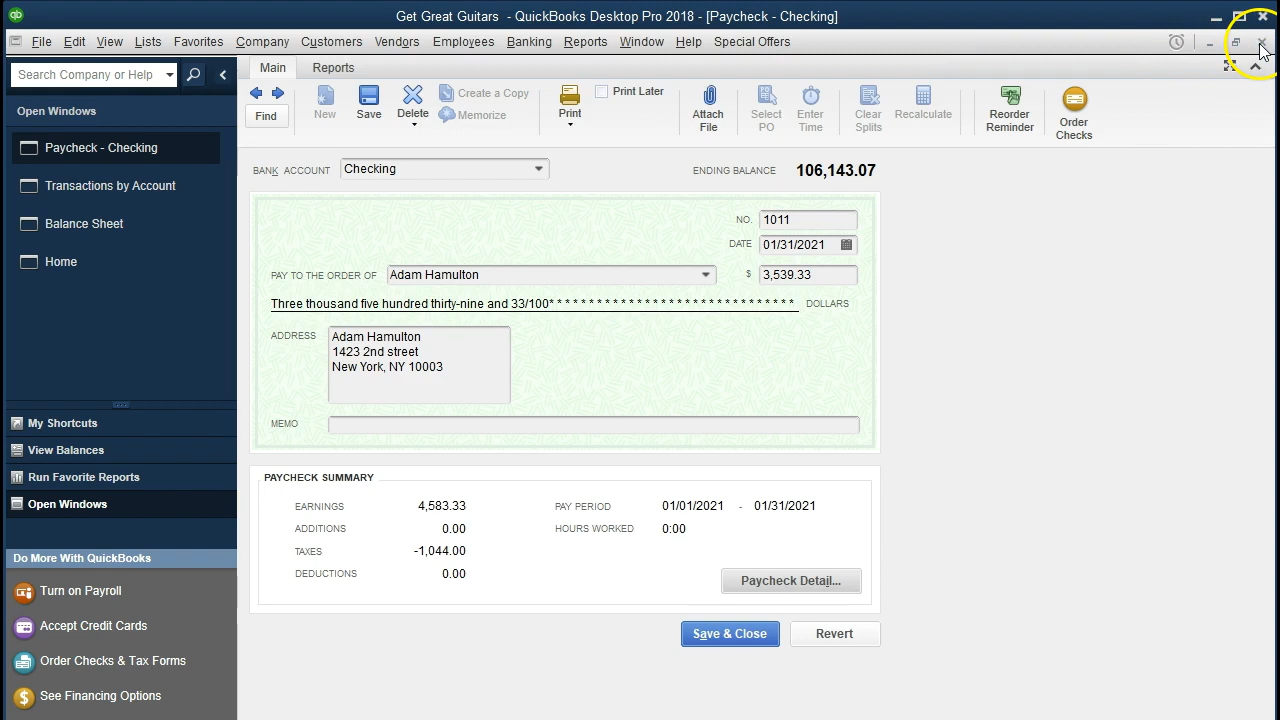 qb
Get Great Guitars - QuickBooks Desktop Pro 2018 - [Paycheck - Checking]
File Edit View Lists Favorites Company Customers Vendors Employees Banking Reports Window Help Special Offers
Search Company or Help
Open Windows
Paycheck - Checking
Transactions by Account
Balance Sheet
Home
My Shortcuts
View Balances
Run Favorite Reports
Open Windows
Do More With QuickBooks
Turn on Payroll
Accept Credit Cards
Order Checks & Tax Forms
$ See Financing Options
Main Reports
Find
New
Save
Delete
Create a Copy
Memorize
Print
Print Later
Attach
File
Select
PO
Enter
Time
Clear
Splits
Recalculate
Reorder
Reminder
Order
Checks
BANK ACCOUNT Checking ENDING BALANCE 106,143.07
NO. 1011
DATE 01/31/2021
PAY TO THE ORDER OF Adam Hamulton $ 3,539.33
Three thousand five hundred thirty-nine and 33/100* * * * * * * * * * * * * * * * * * * * * * * * * * * * * * DOLLARS
ADDRESS Adam Hamulton
1423 2nd street
New York, NY 10003
MEMO
PAYCHECK SUMMARY
EARNINGS 4,583.33 PAY PERIOD 01/01/2021 - 01/31/2021
ADDITIONS 0.00 HOURS WORKED 0:00
TAXES -1,044.00
DEDUCTIONS 0.00
Paycheck Detail...
Save & Close Revert